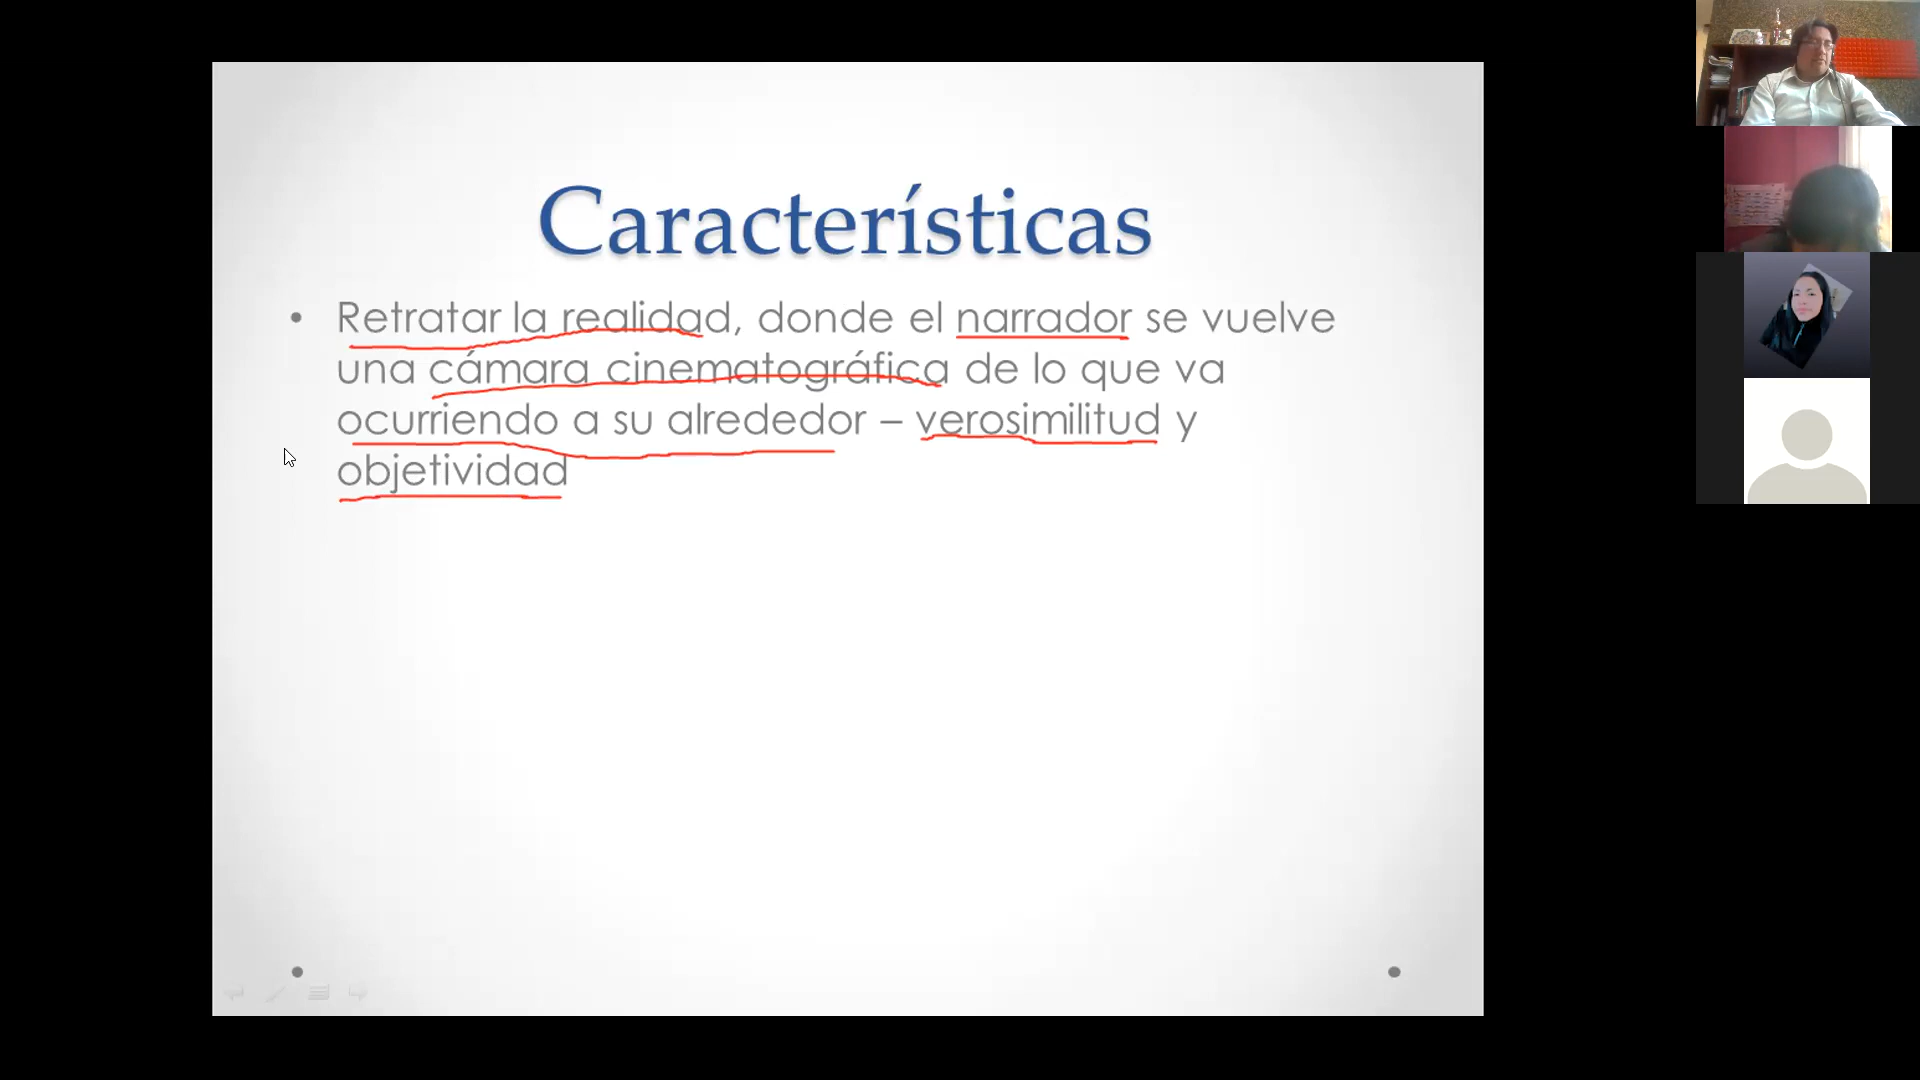 Características
• Retratar la realidad, donde el narrador se vuelve
una cámara cinematográfica de lo que va
ocurriendo a su alrededor – verosimilitud y
objetividad